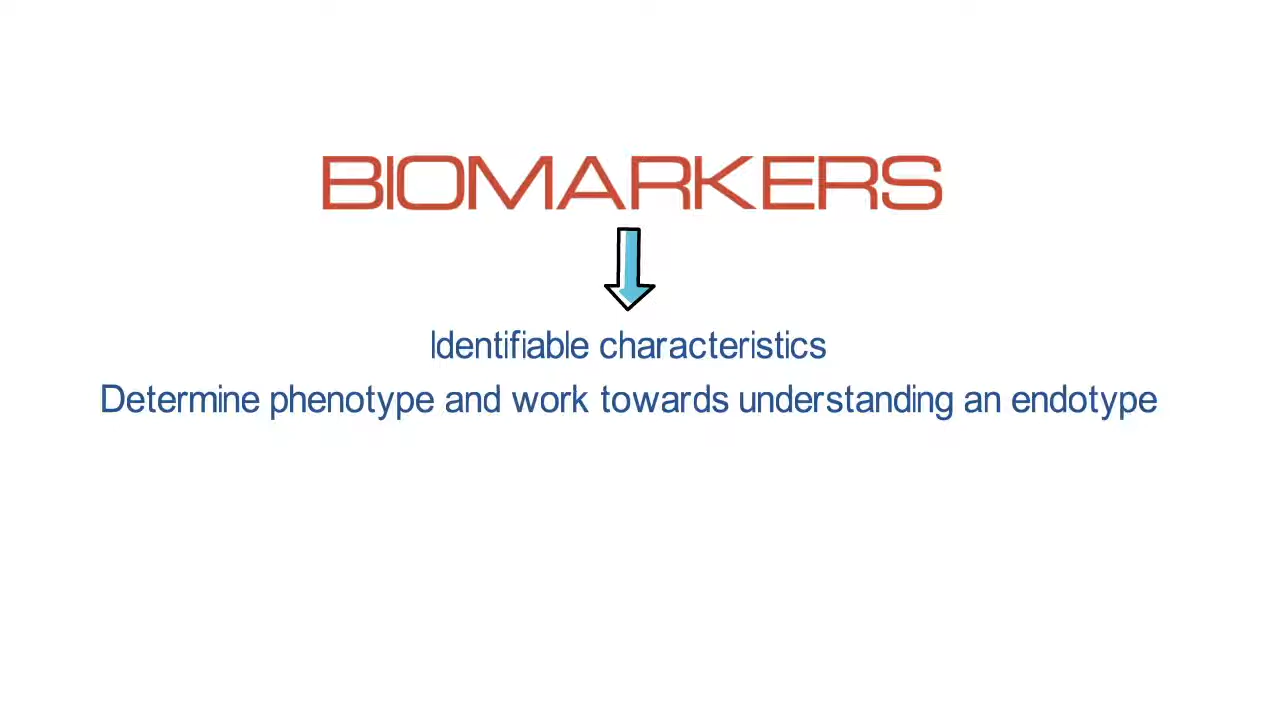 BIOMARKERS
Identifiable characteristics
Determine phenotype and work towards understanding an endotype